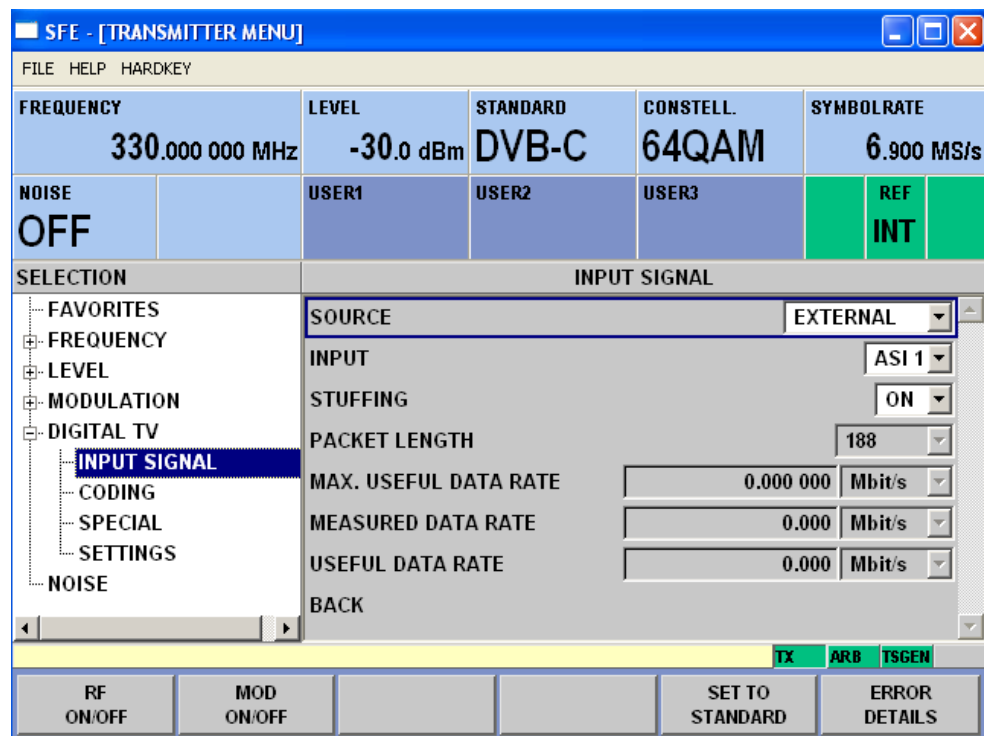 SFE - [TRANSMITTER MENU]
FILE HELP HARDKEY
FREQUENCY
330.000 000 MHz
LEVEL
-30.0 dBm
STANDARD
DVB-C
CONSTELL.
64QAM
SYMBOLRATE
6.900 MS/s
NOISE
OFF
USER1
USER2
USER3
REF
INT
SELECTION
FAVORITES
FREQUENCY
LEVEL
MODULATION
DIGITAL TV
INPUT SIGNAL
CODING
SPECIAL
SETTINGS
NOISE
INPUT SIGNAL
SOURCE EXTERNAL
INPUT ASI 1
STUFFING ON
PACKET LENGTH 188
MAX. USEFUL DATA RATE 0.000 000 Mbit/s
MEASURED DATA RATE 0.000 Mbit/s
USEFUL DATA RATE 0.000 Mbit/s
BACK
TX ARB TSGEN
RF
ON/OFF
MOD
ON/OFF
SET TO
STANDARD
ERROR
DETAILS